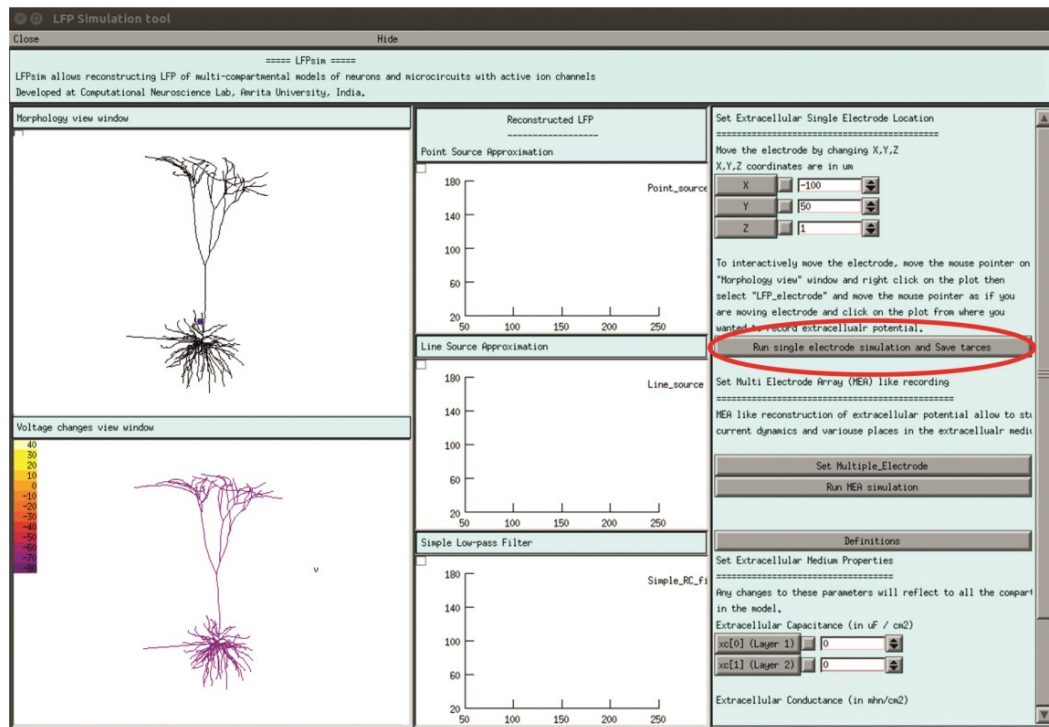 LFP Simulation tool
Close Hide
===== LFPsim =====
LFPsim allows reconstructing LFP of multi-compartmental models of neurons and microcircuits with active ion channels
Developed at Computational Neuroscience Lab, Amrita University, India.
Morphology view window
Voltage changes view window
40
30
20
10
0
-10
-20
-30
-40
-50
-60
-70
-80
v
Reconstructed LFP
------------------
Point Source Approximation
180
140
100
60
20
50 100 150 200 250
Point_source
Line Source Approximation
180
140
100
60
20
50 100 150 200 250
Line_source
Simple Low-pass Filter
180
140
100
60
20
50 100 150 200 250
Simple_RC_fi
Set Extracellular Single Electrode Location
===========================================
Move the electrode by changing X,Y,Z
X,Y,Z coordinates are in um
X -100
Y 50
Z 1
To interactively move the electrode, move the mouse pointer on
"Morphology view" window and right click on the plot then
select "LFP_electrode" and move the mouse pointer as if you
are moving electrode and click on the plot from where you
wanted to record extracellualr potential.
Run single electrode simulation and Save tarces
Set Multi Electrode Array (MEA) like recording
==============================================
MEA like reconstruction of extracellular potential allow to stu
current dynamics and variouse places in the extracellualr mediu
Set Multiple_Electrode
Run MEA simulation
Definitions
Set Extracellular Medium Properties
==================================
Any changes to these parameters will reflect to all the compart
in the model.
Extracellular Capacitance (in uF / cm2)
xc[0] (Layer 1) 0
xc[1] (Layer 2) 0
Extracellular Conductance (in mhn/cm2)